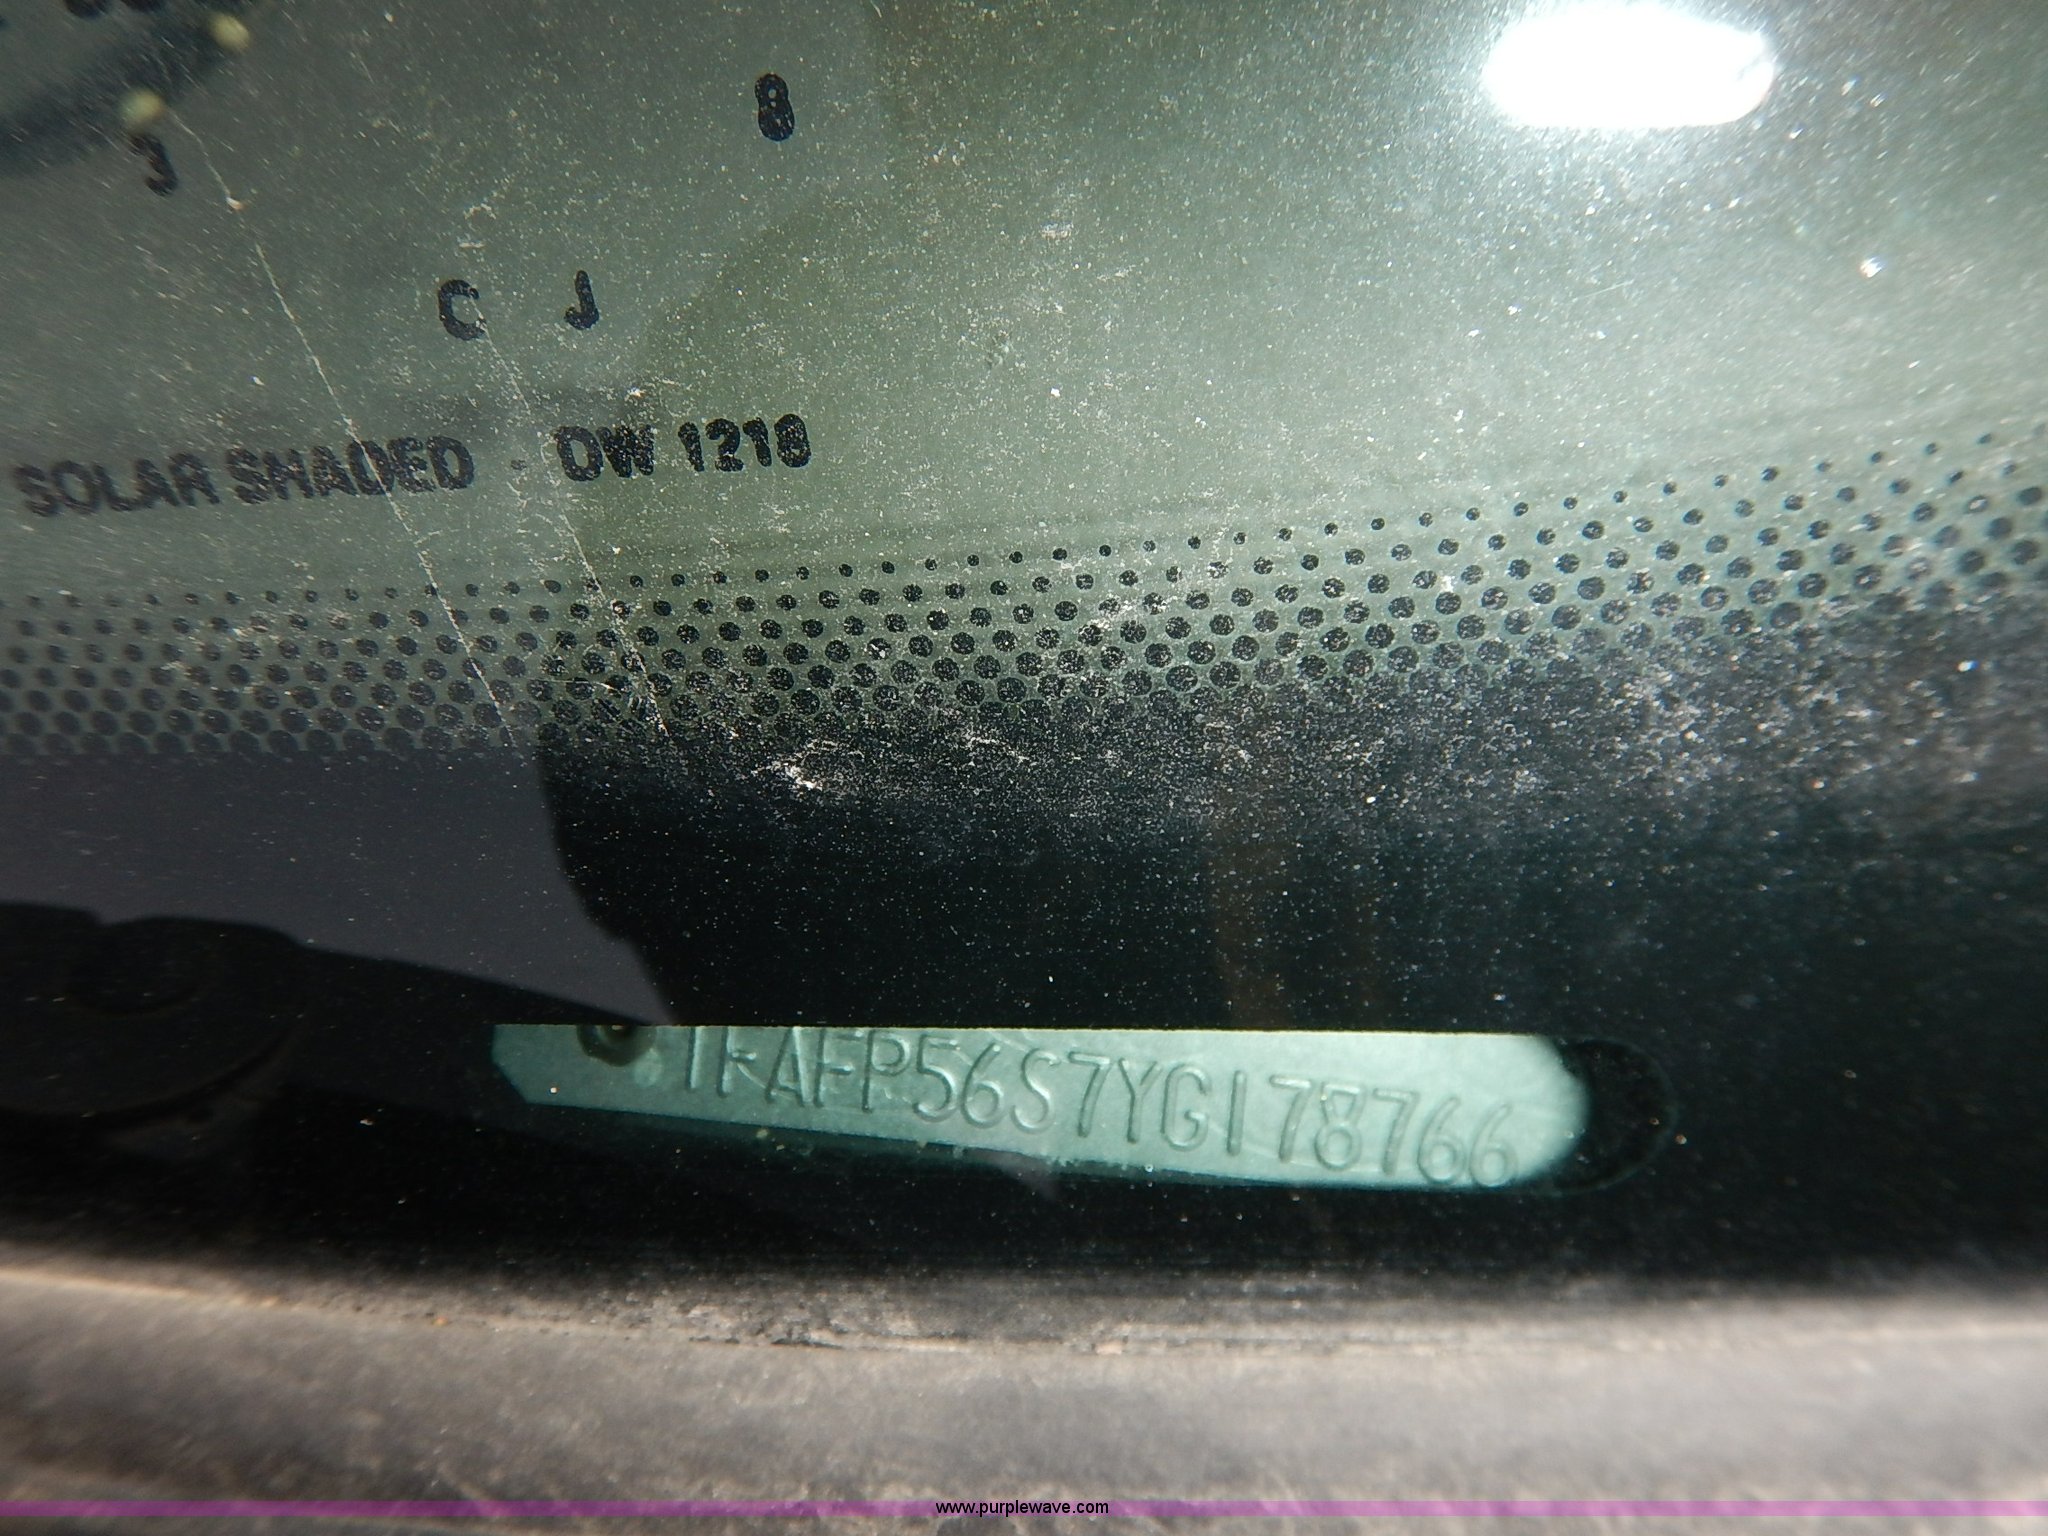 8
3
C J
SOLAR SHADED · DW 1218
1FAFP56S7YG178766
www.purplewave.com